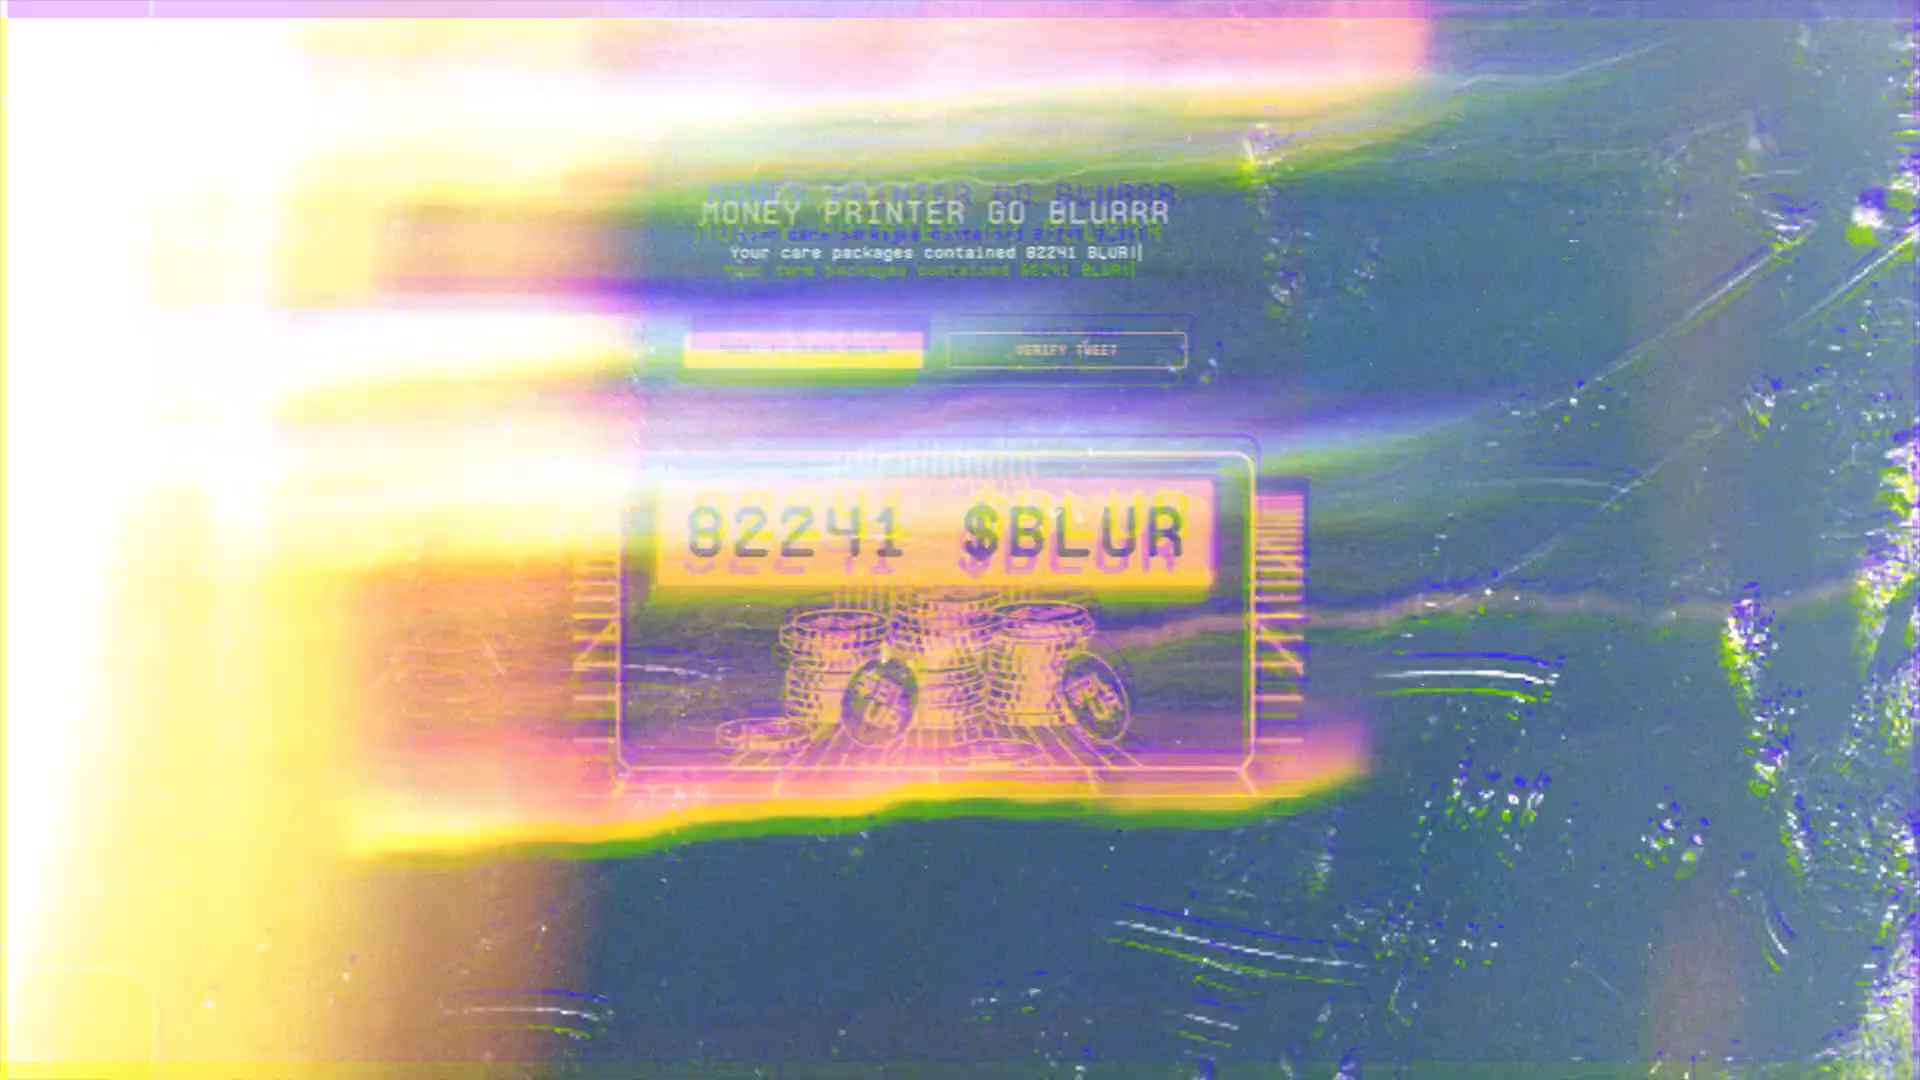 MONEY PRINTER GO BLURRR
Your care packages contained 82241 BLUR!
VERIFY TWEET
82241 $BLUR